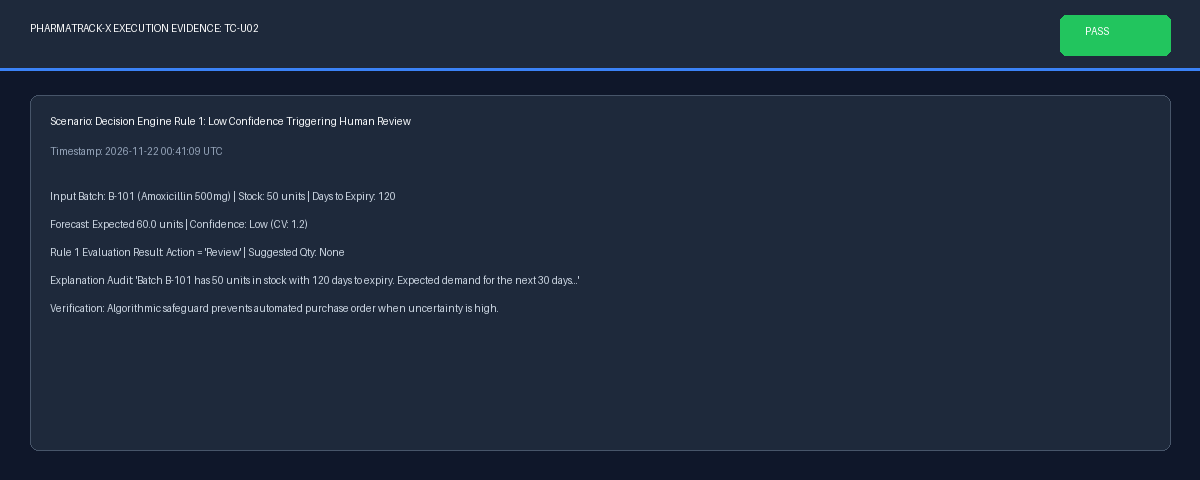 PHARMATRACK-X EXECUTION EVIDENCE: TC-U02
PASS
Scenario: Decision Engine Rule 1: Low Confidence Triggering Human Review
Timestamp: 2026-11-22 00:41:09 UTC
Input Batch: B-101 (Amoxicillin 500mg) | Stock: 50 units | Days to Expiry: 120
Forecast: Expected 60.0 units | Confidence: Low (CV: 1.2)
Rule 1 Evaluation Result: Action = 'Review' | Suggested Qty: None
Explanation Audit: 'Batch B-101 has 50 units in stock with 120 days to expiry. Expected demand for the next 30 days...'
Verification: Algorithmic safeguard prevents automated purchase order when uncertainty is high.